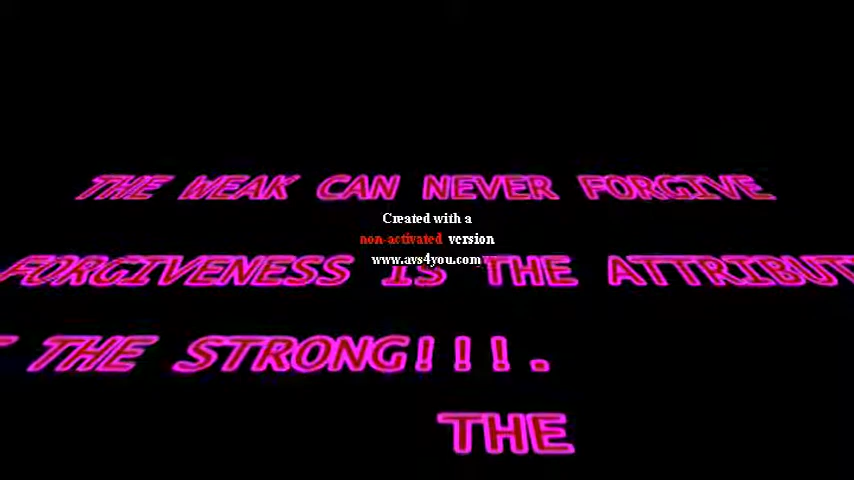 THE WEAK CAN NEVER FORGIVE
Created with a
non-activated version
www.avs4you.com
FORGIVENESS IS THE ATTRIBUT
THE STRONG!!!.
THE